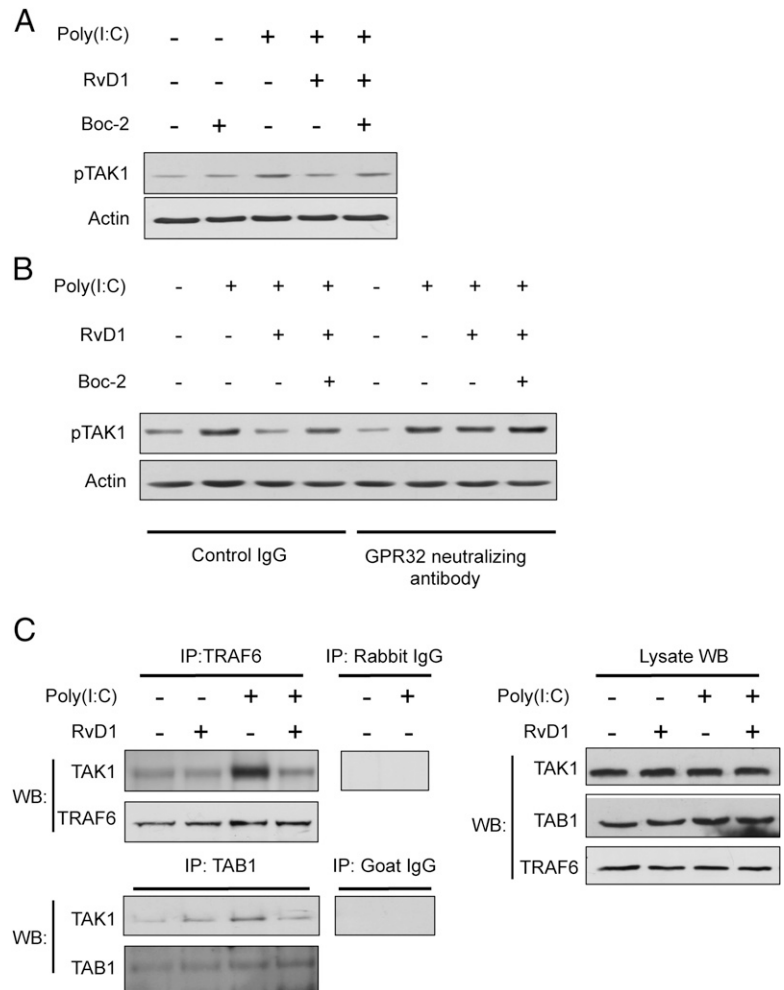 A
Poly(I:C) - - + + +
RvD1 - - - + +
Boc-2 - + - - +
pTAK1
Actin
B
Poly(I:C) - + + + - + + +
RvD1 - - + + - - + +
Boc-2 - - - + - - - +
pTAK1
Actin
Control IgG
GPR32 neutralizing
antibody
C
IP:TRAF6 IP: Rabbit IgG Lysate WB
Poly(I:C) - - + + - + Poly(I:C) - - + +
RvD1 - + - + - - RvD1 - + - +
WB: TAK1
TRAF6
IP: TAB1 IP: Goat IgG
WB: TAK1
TAB1
WB: TAK1
TAB1
TRAF6